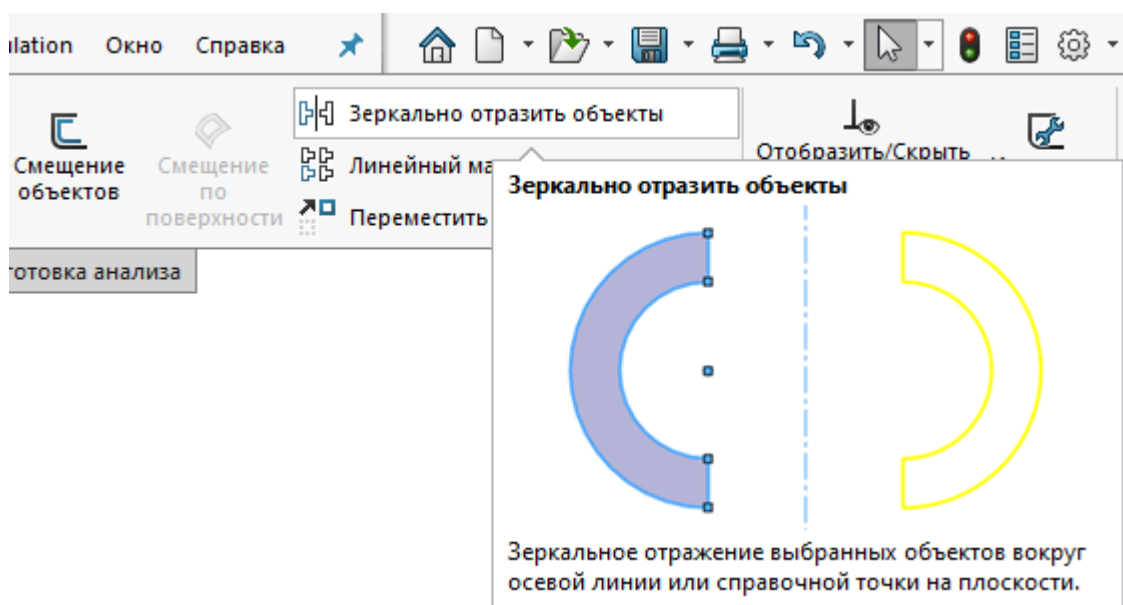 ulation Окно Справка
Зеркально отразить объекты
Смещение объектов
Смещение по поверхности
Линейный ма
Отобразить/Скрыть
Переместить
Зеркально отразить объекты
отовка анализа
Зеркальное отражение выбранных объектов вокруг
осевой линии или справочной точки на плоскости.